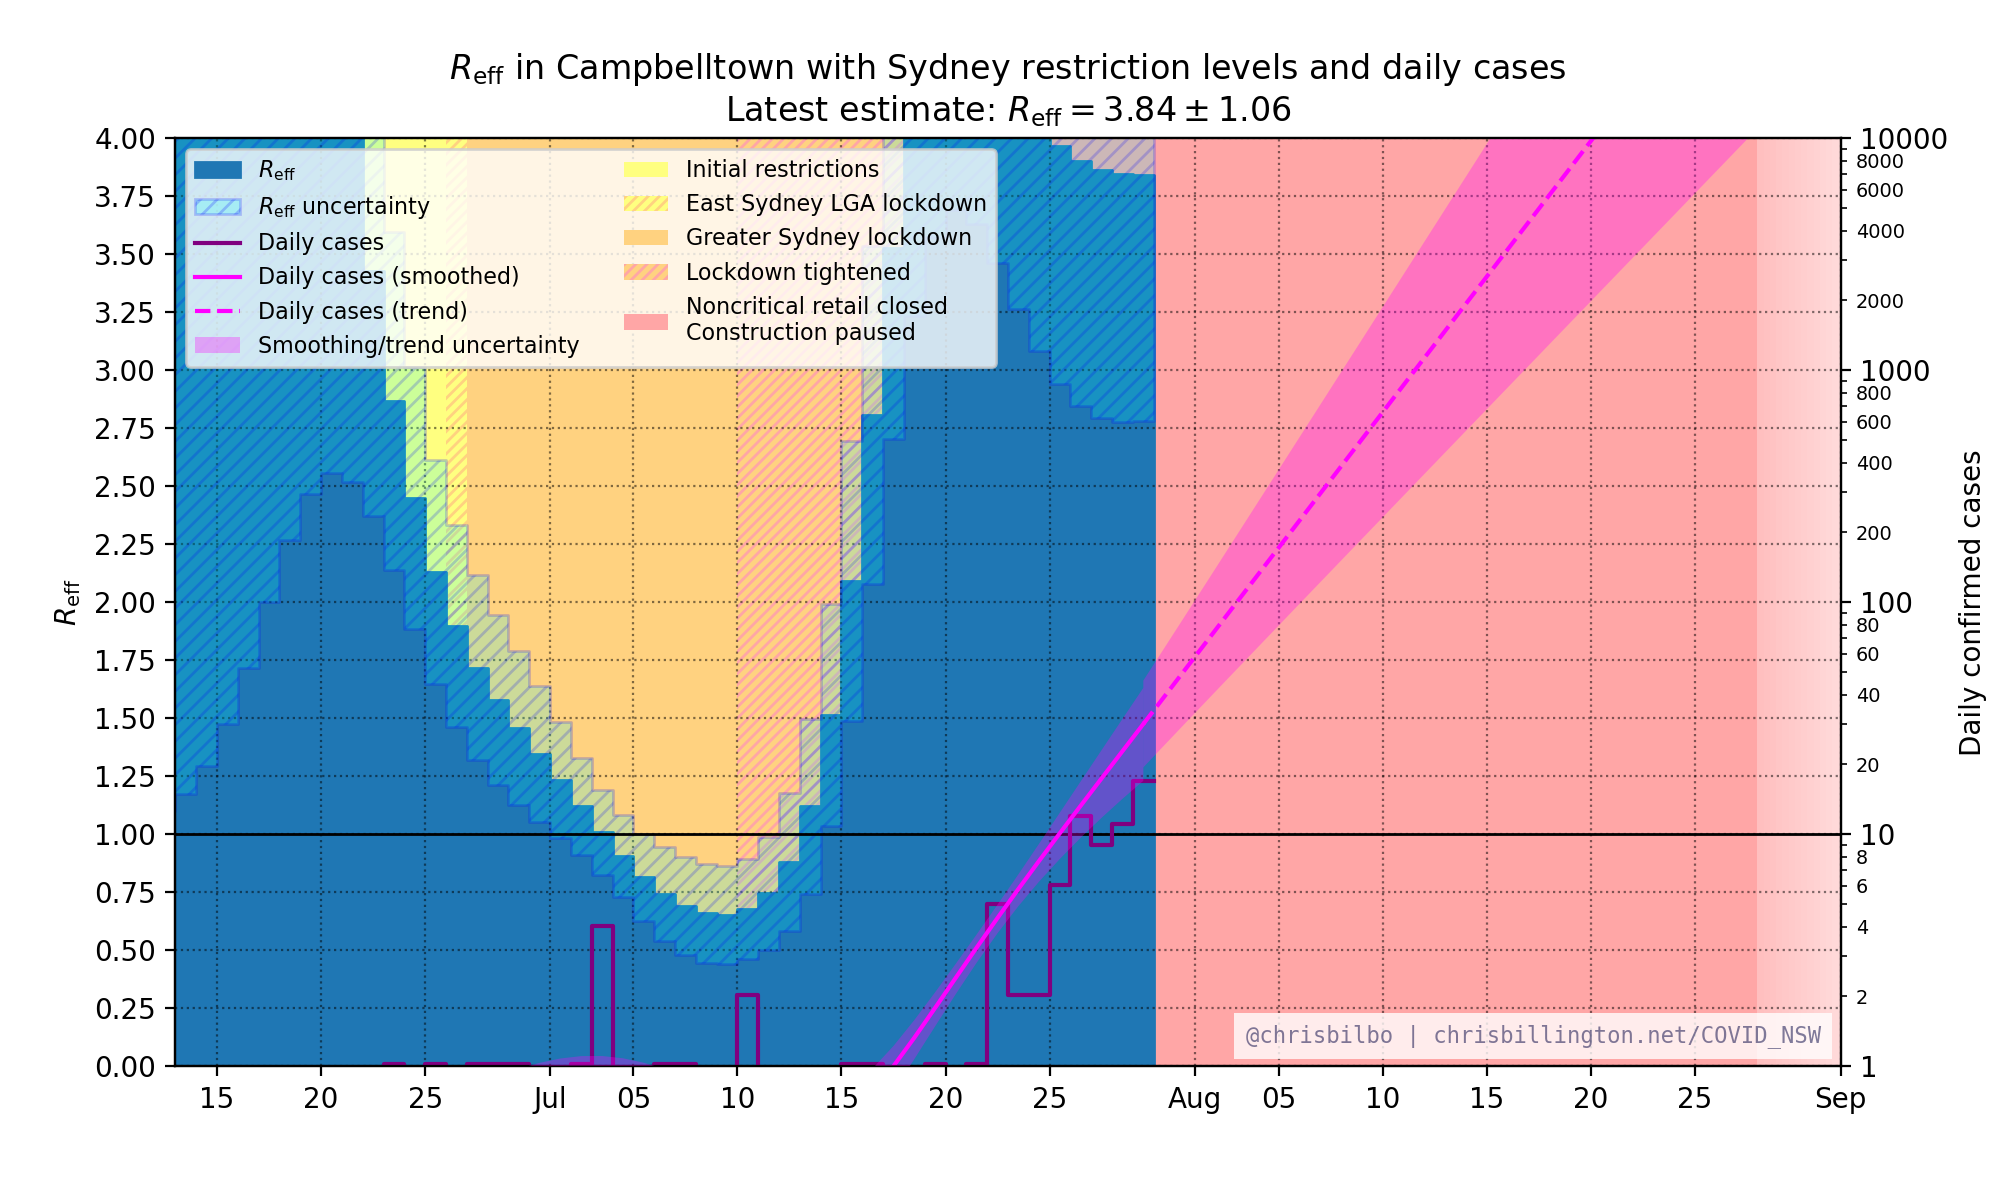 R_eff in Campbelltown with Sydney restriction levels and daily cases
Latest estimate: R_eff = 3.84 ± 1.06
R_eff
R_eff uncertainty
Daily cases
Daily cases (smoothed)
Daily cases (trend)
Smoothing/trend uncertainty
Initial restrictions
East Sydney LGA lockdown
Greater Sydney lockdown
Lockdown tightened
Noncritical retail closed
Construction paused
R_eff
4.00
3.75
3.50
3.25
3.00
2.75
2.50
2.25
2.00
1.75
1.50
1.25
1.00
0.75
0.50
0.25
0.00
15 20 25 Jul 05 10 15 20 25 Aug 05 10 15 20 25 Sep
10000
8000
6000
4000
2000
1000
800
600
400
200
100
80
60
40
20
10
8
6
4
2
1
Daily confirmed cases
@chrisbilbo | chrisbillington.net/COVID_NSW